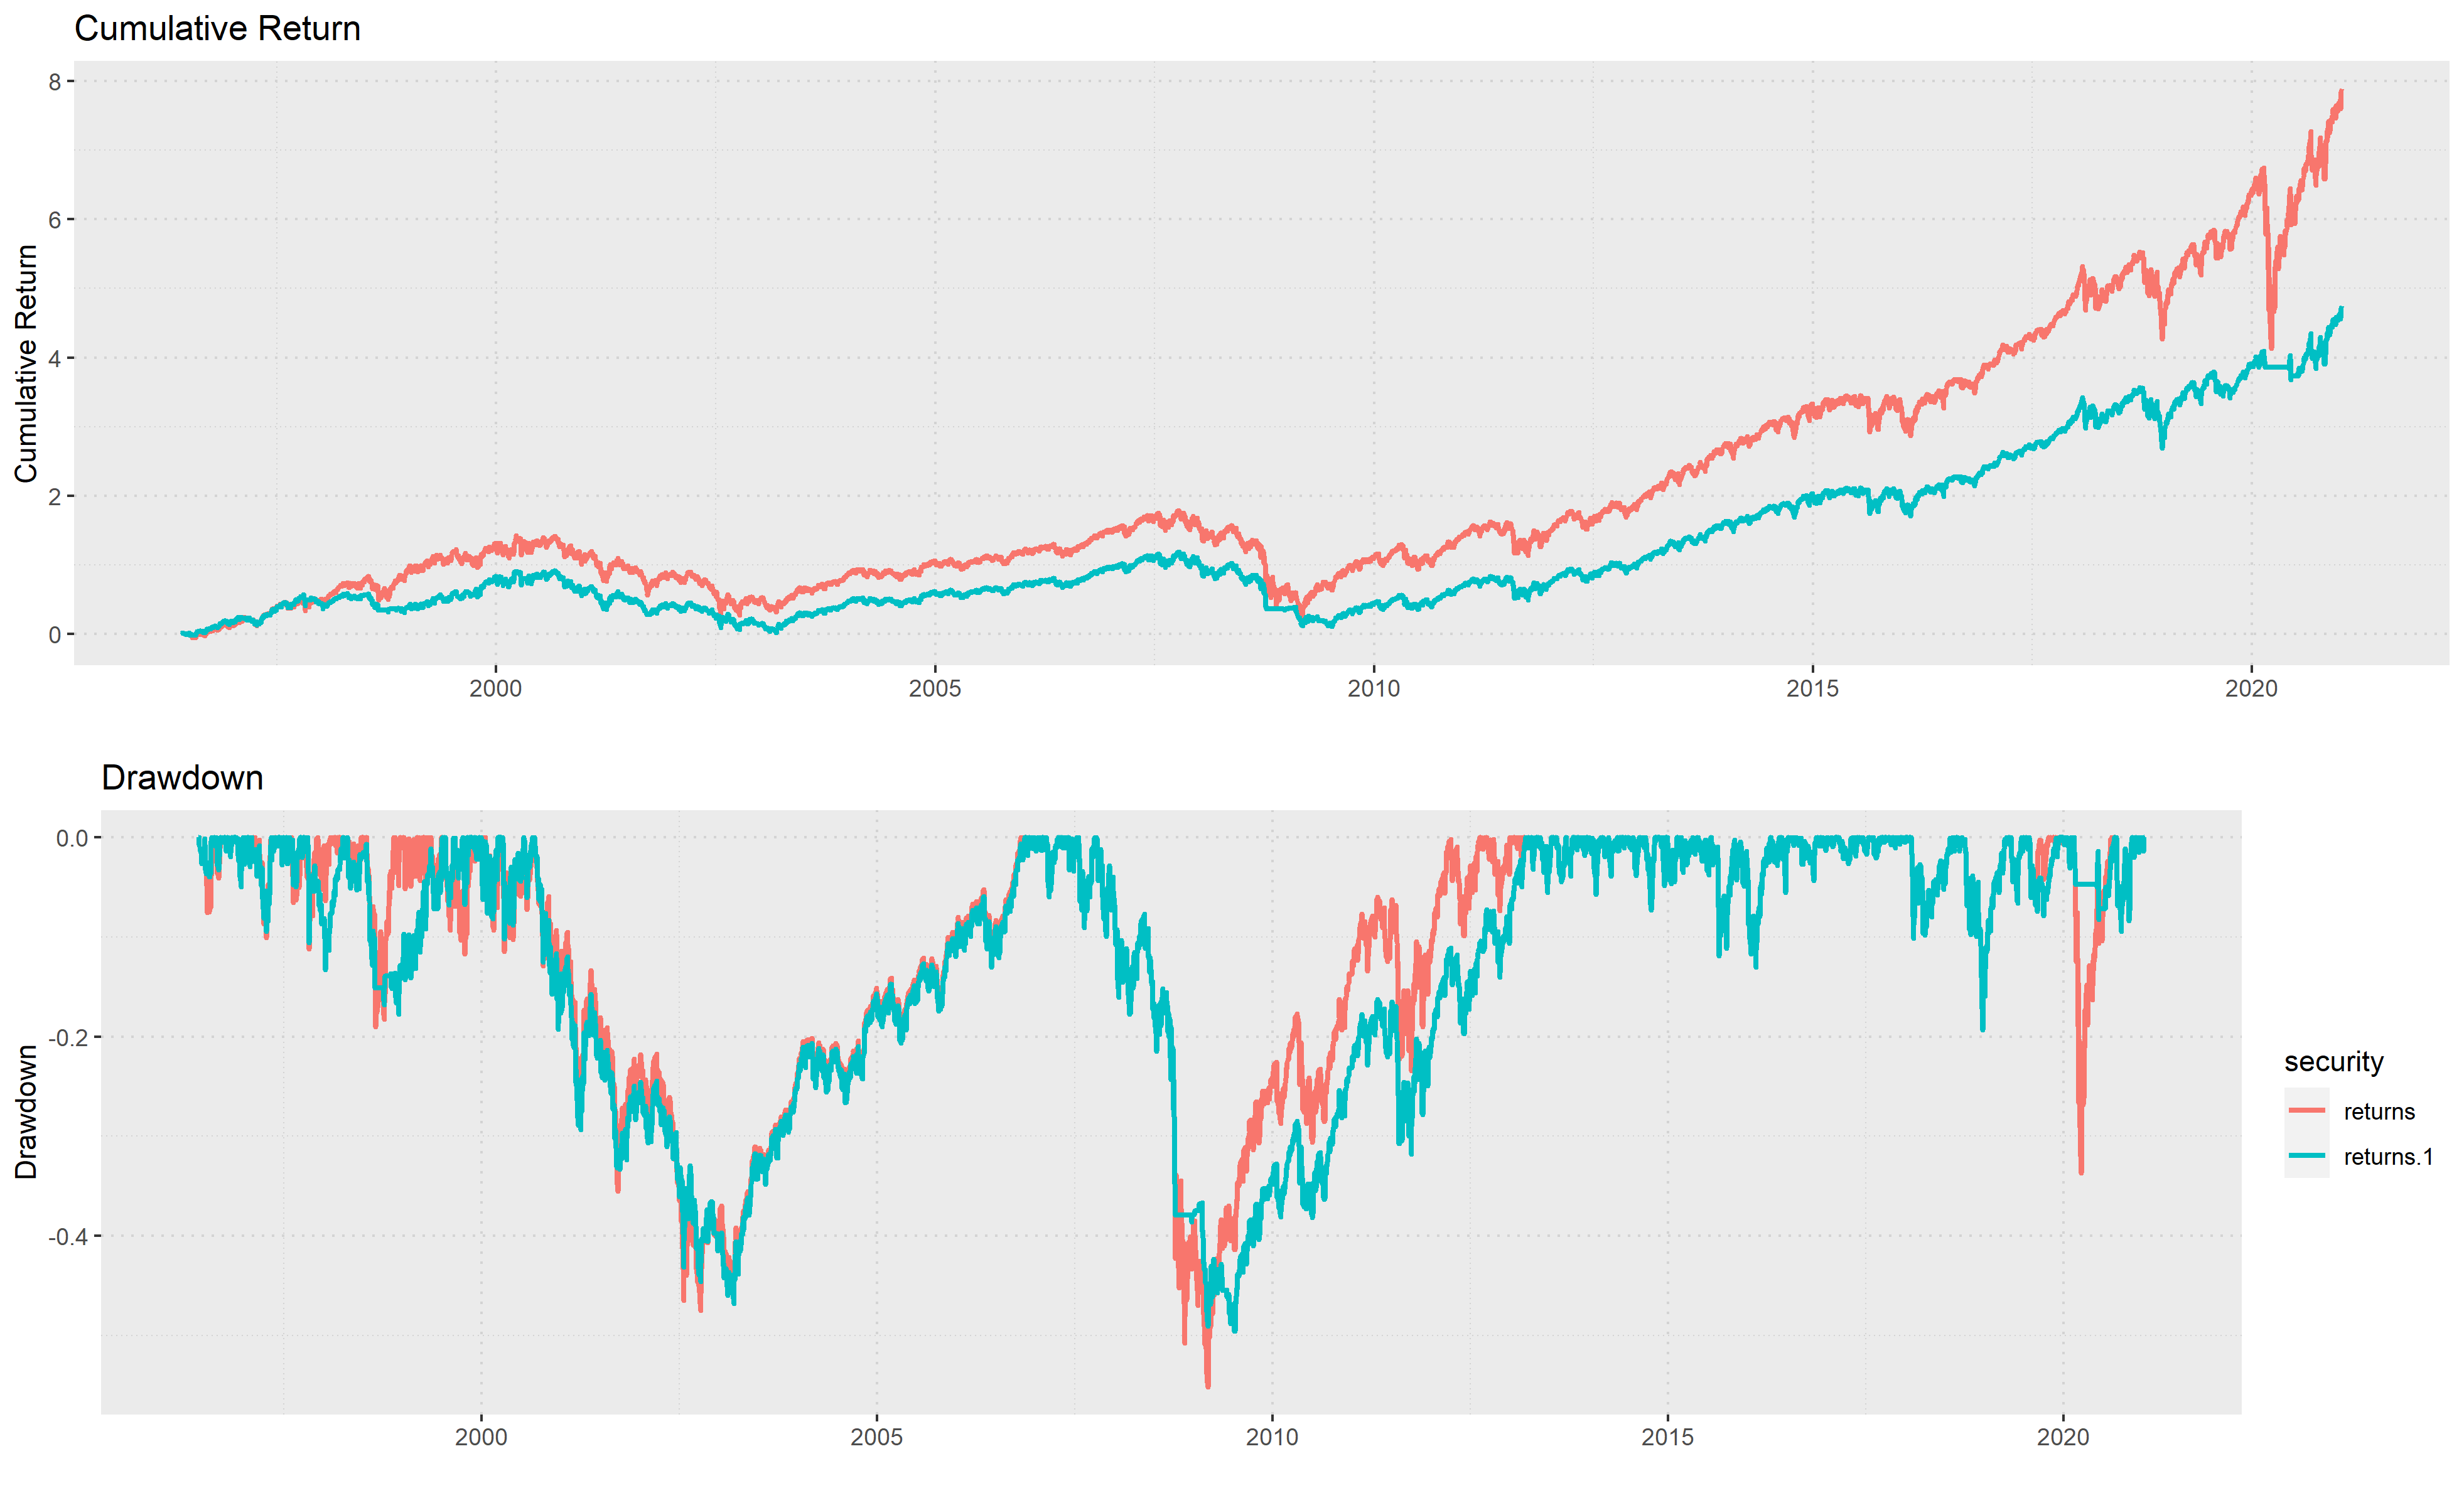 Cumulative Return
Cumulative Return
8
6
4
2
0
2000 2005 2010 2015 2020
Drawdown
Drawdown
0.0
-0.2
-0.4
2000 2005 2010 2015 2020
security
returns
returns.1